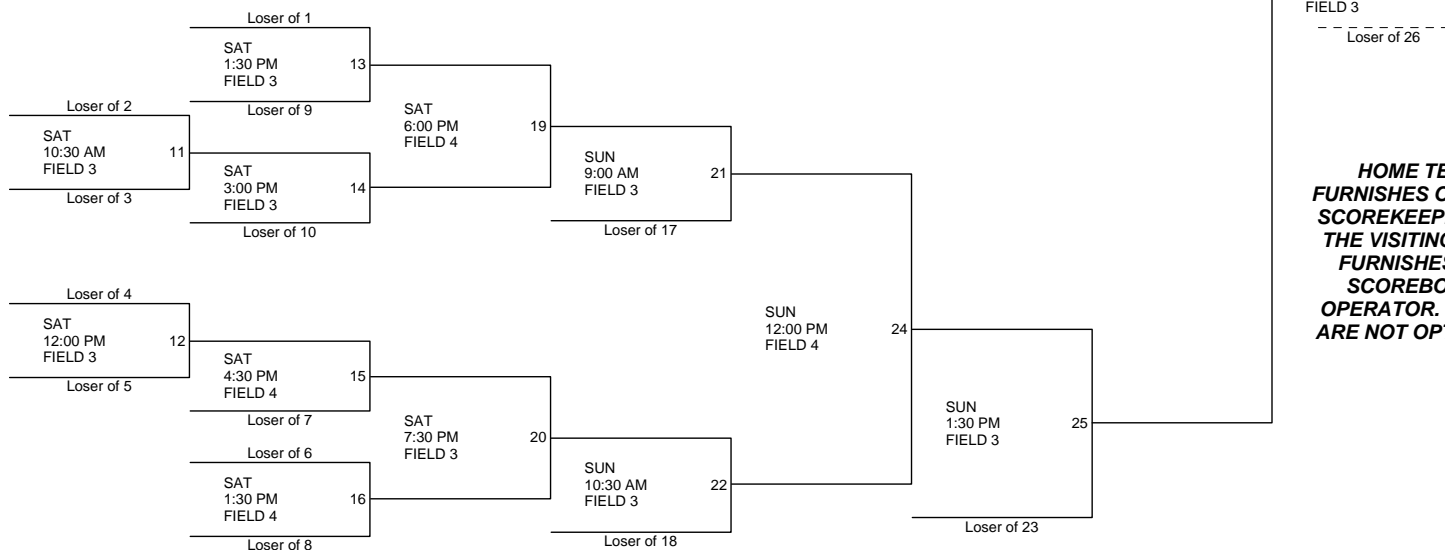 Loser of 1
SAT
1:30 PM
FIELD 3
13
Loser of 9
Loser of 2
SAT
10:30 AM
FIELD 3
11
Loser of 3
SAT
3:00 PM
FIELD 3
14
Loser of 10
SAT
6:00 PM
FIELD 4
19
SUN
9:00 AM
FIELD 3
21
Loser of 17
Loser of 4
SAT
12:00 PM
FIELD 3
12
Loser of 5
SAT
4:30 PM
FIELD 4
15
Loser of 7
Loser of 6
SAT
1:30 PM
FIELD 4
16
Loser of 8
SAT
7:30 PM
FIELD 3
20
SUN
10:30 AM
FIELD 3
22
Loser of 18
SUN
12:00 PM
FIELD 4
24
SUN
1:30 PM
FIELD 3
25
Loser of 23
FIELD 3
Loser of 26
HOME
FURNISHES
THE VISITING
FURNISHES
OPERATOR.
ARE NOT